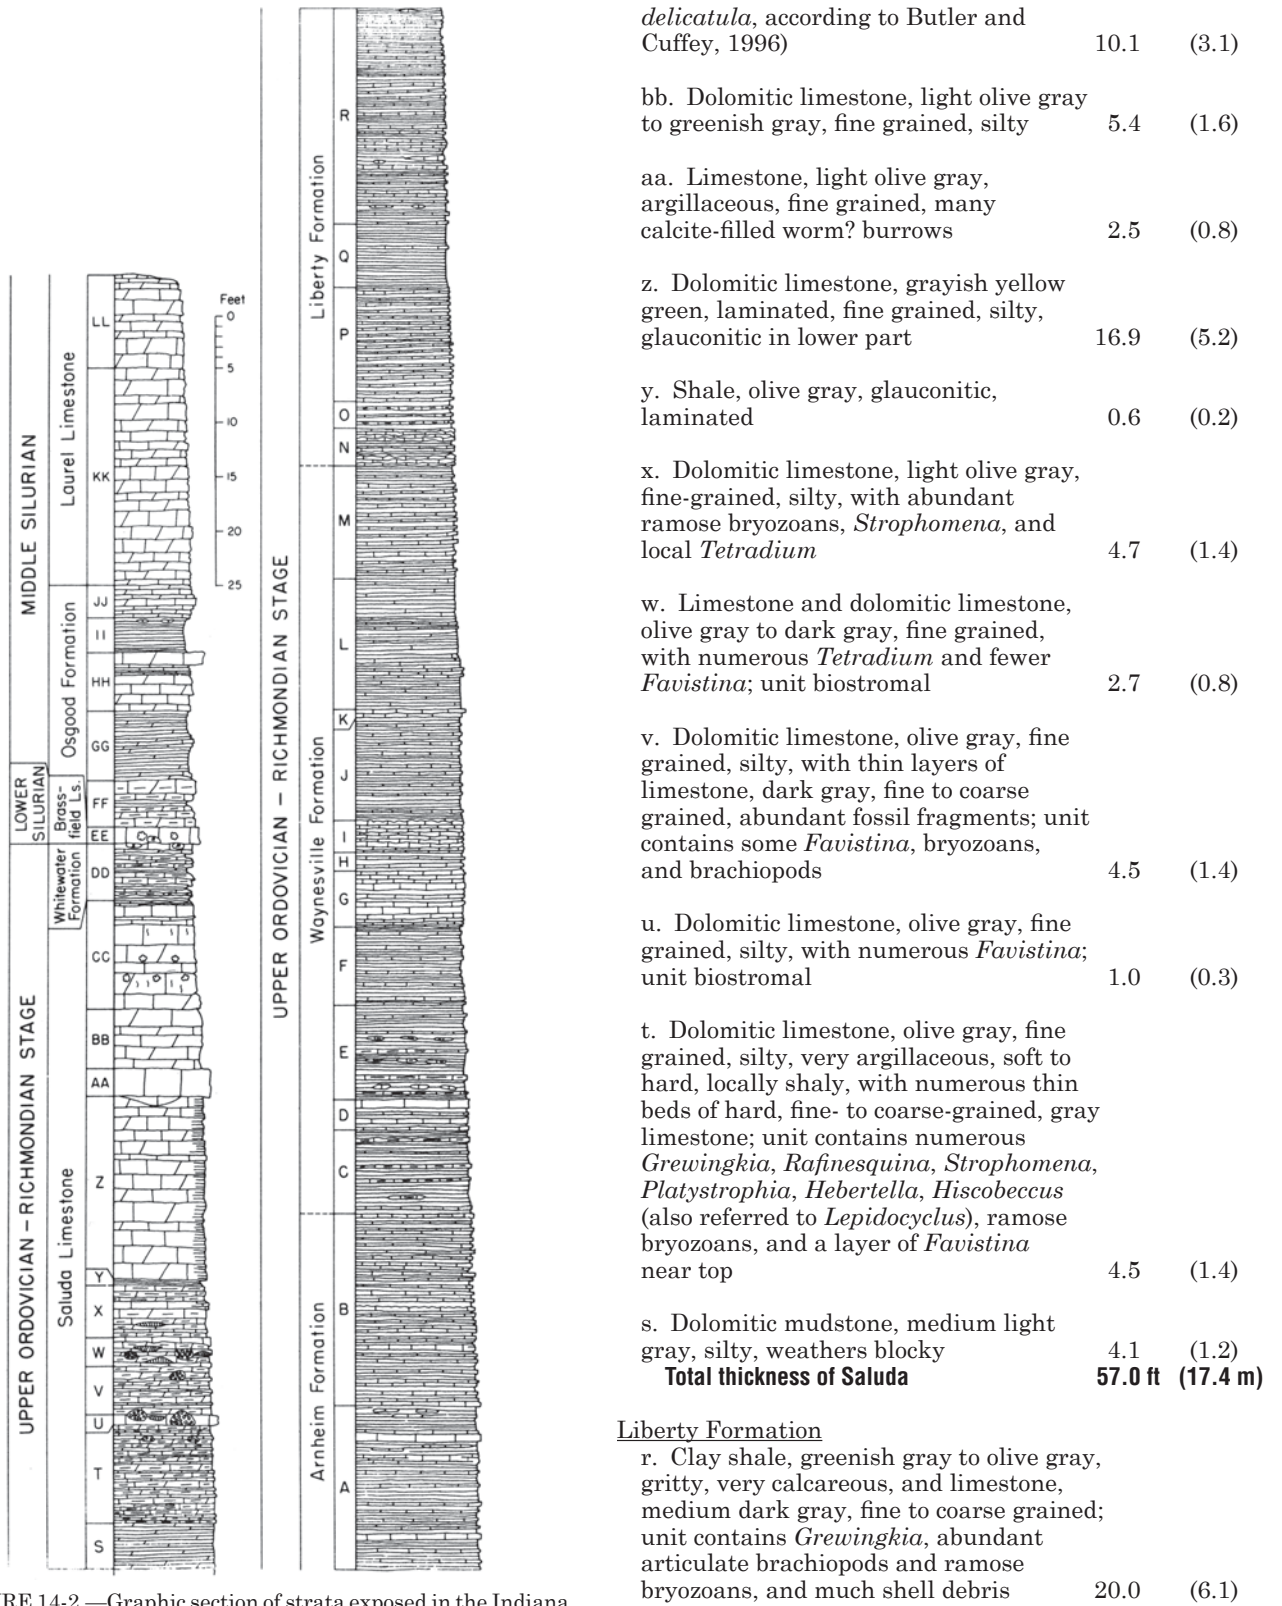 MIDDLE SILURIAN
LOWER
SILURIAN
UPPER ORDOVICIAN – RICHMONDIAN STAGE
Laurel Limestone
Osgood Formation
Brass-
field Ls.
Whitewater
Formation
Saluda Limestone
LL
KK
JJ
II
HH
GG
FF
EE
DD
CC
BB
AA
Z
Y
X
W
V
U
T
S
Feet
0
5
10
15
20
25
UPPER ORDOVICIAN – RICHMONDIAN STAGE
Liberty Formation
Waynesville Formation
Arnheim Formation
R
Q
P
O
N
M
L
K
J
I
H
G
F
E
D
C
B
A
RE 14-2.—Graphic section of strata exposed in the Indiana
delicatula, according to Butler and
Cuffey, 1996) 10.1 (3.1)
bb. Dolomitic limestone, light olive gray
to greenish gray, fine grained, silty 5.4 (1.6)
aa. Limestone, light olive gray,
argillaceous, fine grained, many
calcite-filled worm? burrows 2.5 (0.8)
z. Dolomitic limestone, grayish yellow
green, laminated, fine grained, silty,
glauconitic in lower part 16.9 (5.2)
y. Shale, olive gray, glauconitic,
laminated 0.6 (0.2)
x. Dolomitic limestone, light olive gray,
fine-grained, silty, with abundant
ramose bryozoans, Strophomena, and
local Tetradium 4.7 (1.4)
w. Limestone and dolomitic limestone,
olive gray to dark gray, fine grained,
with numerous Tetradium and fewer
Favistina; unit biostromal 2.7 (0.8)
v. Dolomitic limestone, olive gray, fine
grained, silty, with thin layers of
limestone, dark gray, fine to coarse
grained, abundant fossil fragments; unit
contains some Favistina, bryozoans,
and brachiopods 4.5 (1.4)
u. Dolomitic limestone, olive gray, fine
grained, silty, with numerous Favistina;
unit biostromal 1.0 (0.3)
t. Dolomitic limestone, olive gray, fine
grained, silty, very argillaceous, soft to
hard, locally shaly, with numerous thin
beds of hard, fine- to coarse-grained, gray
limestone; unit contains numerous
Grewingkia, Rafinesquina, Strophomena,
Platystrophia, Hebertella, Hiscobeccus
(also referred to Lepidocyclus), ramose
bryozoans, and a layer of Favistina
near top 4.5 (1.4)
s. Dolomitic mudstone, medium light
gray, silty, weathers blocky 4.1 (1.2)
Total thickness of Saluda 57.0 ft (17.4 m)
Liberty Formation
r. Clay shale, greenish gray to olive gray,
gritty, very calcareous, and limestone,
medium dark gray, fine to coarse grained;
unit contains Grewingkia, abundant
articulate brachiopods and ramose
bryozoans, and much shell debris 20.0 (6.1)